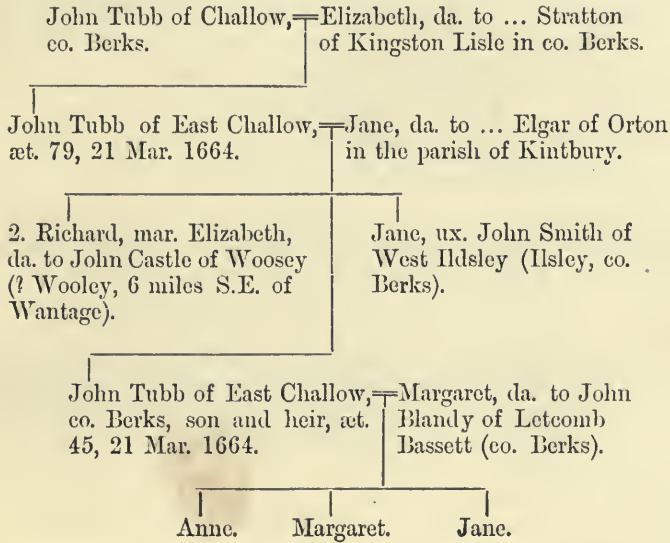 John Tubb of Challow,
co. Berks.
Elizabeth, da. to ... Stratton
of Kingston Lisle in co. Berks.
John Tubb of East Challow,
æt. 79, 21 Mar. 1664.
Jane, da. to ... Elgar of Orton
in the parish of Kintbury.
2. Richard, mar. Elizabeth,
da. to John Castle of Woosey
(? Wooley, 6 miles S.E. of
Wantage).
Jane, ux. John Smith of
West Ildsley (Ilsley, co.
Berks).
John Tubb of East Challow,
co. Berks, son and heir, æt.
45, 21 Mar. 1664.
Margaret, da. to John
Blandy of Letcomb
Bassett (co. Berks).
Anne. Margaret. Jane.